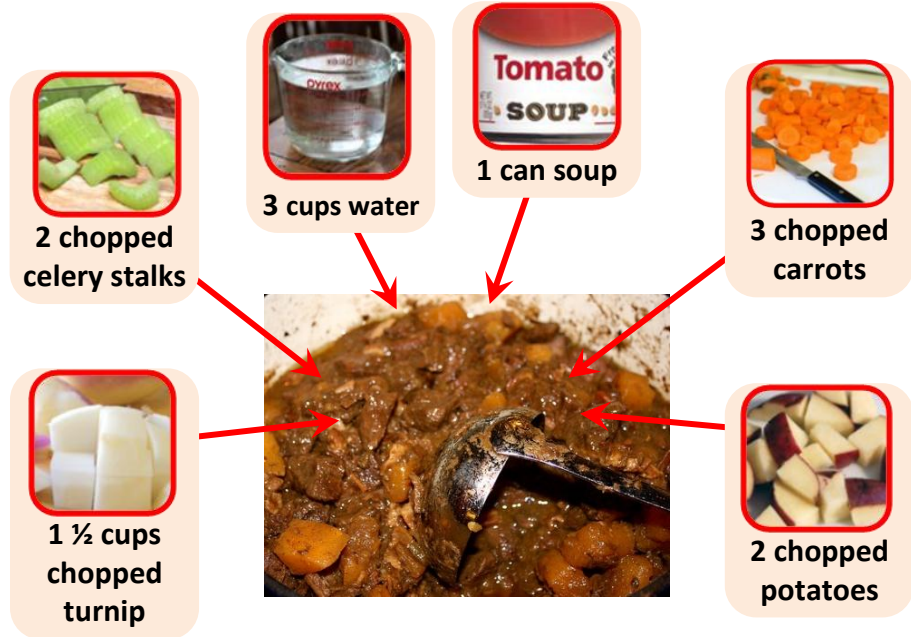 pyrex
Tomato
SOUP
3 cups water
1 can soup
2 chopped
celery stalks
3 chopped
carrots
1 ½ cups
chopped
turnip
2 chopped
potatoes